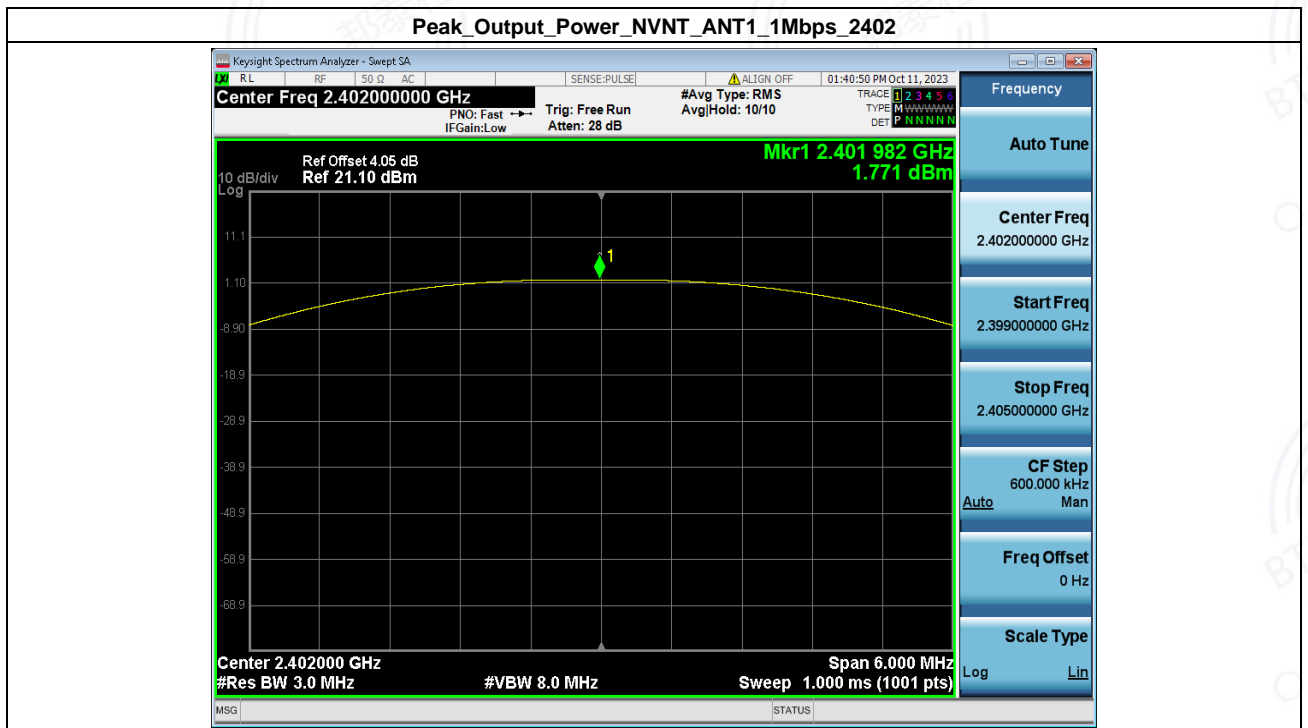 Peak_Output_Power_NVNT_ANT1_1Mbps_2402
Keysight Spectrum Analyzer - Swept SA
LXI RL RF 50 Ω AC SENSE:PULSE ALIGN OFF 01:40:50 PM Oct 11, 2023
Center Freq 2.402000000 GHz
PNO: Fast
IFGain:Low
Trig: Free Run
Atten: 28 dB
#Avg Type: RMS
Avg|Hold: 10/10
TRACE 1 2 3 4 5 6
TYPE M WWWWW
DET P N N N N N
Ref Offset 4.05 dB
10 dB/div Ref 21.10 dBm
Log
Mkr1 2.401 982 GHz
1.771 dBm
1
11.1
1.10
-8.90
-18.9
-28.9
-38.9
-48.9
-58.9
-68.9
Center 2.402000 GHz Span 6.000 MHz
#Res BW 3.0 MHz #VBW 8.0 MHz Sweep 1.000 ms (1001 pts)
MSG STATUS
Frequency
Auto Tune
Center Freq
2.402000000 GHz
Start Freq
2.399000000 GHz
Stop Freq
2.405000000 GHz
CF Step
600.000 kHz
Auto Man
Freq Offset
0 Hz
Scale Type
Log Lin